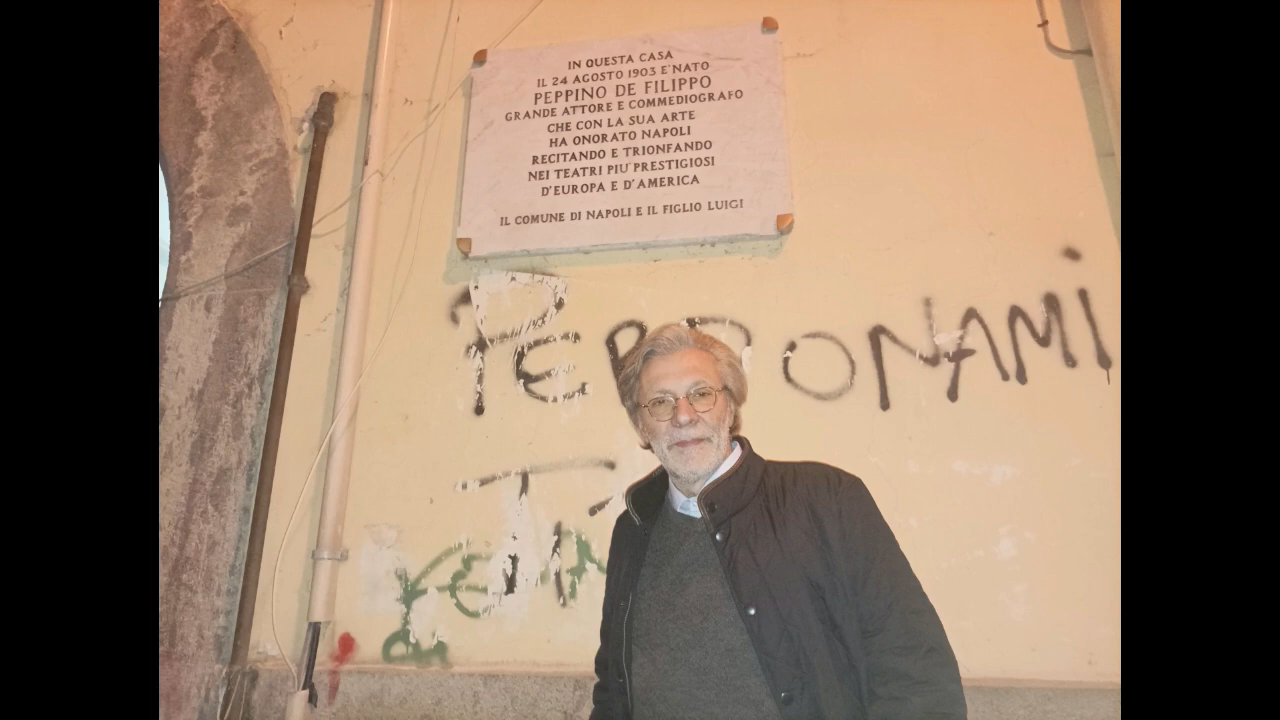 IN QUESTA CASA
IL 24 AGOSTO 1903 E' NATO
PEPPINO DE FILIPPO
GRANDE ATTORE E COMMEDIOGRAFO
CHE CON LA SUA ARTE
HA ONORATO NAPOLI
RECITANDO E TRIONFANDO
NEI TEATRI PIU' PRESTIGIOSI
D'EUROPA E D'AMERICA
IL COMUNE DI NAPOLI E IL FIGLIO LUIGI
PERDONAMI